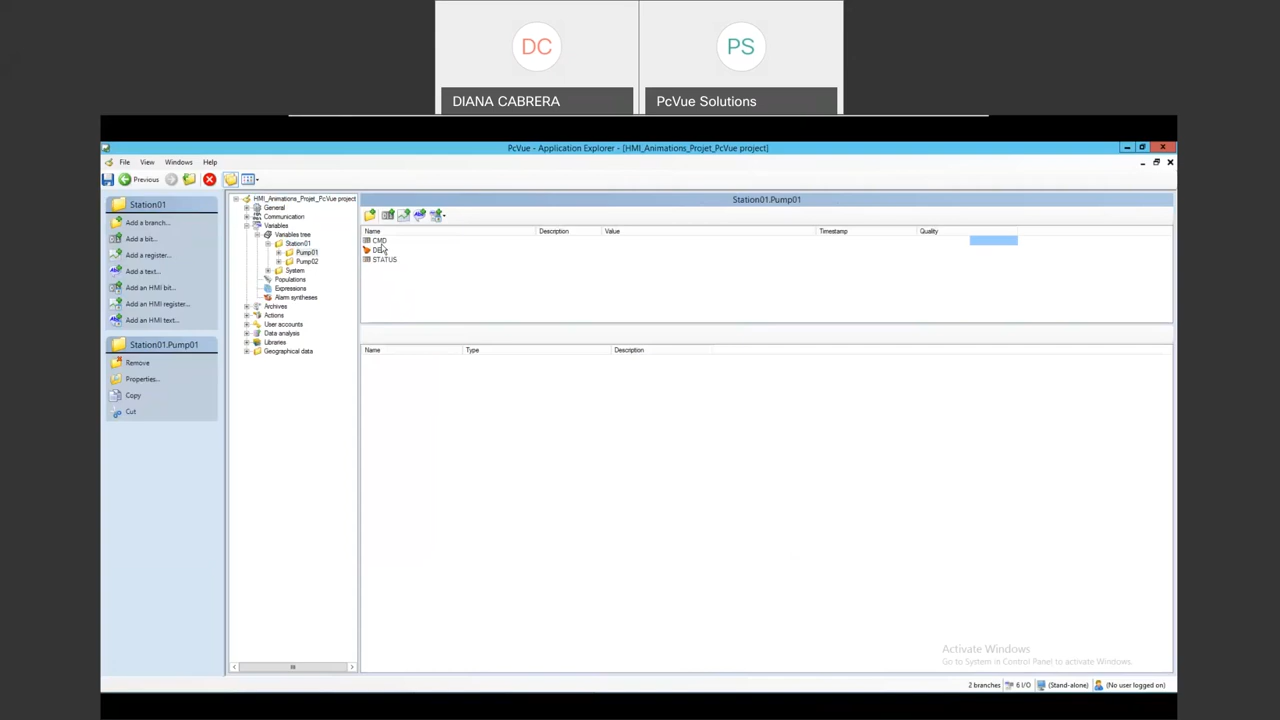 DC
PS
DIANA CABRERA
PcVue Solutions
PcVue - Application Explorer - [HMI_Animations_Projet_PcVue project]
File View Windows Help
Previous
Station01
Add a branch...
Add a bit...
Add a register...
Add a text...
Add an HMI bit...
Add an HMI register...
Add an HMI text...
Station01.Pump01
Remove
Properties...
Copy
Cut
HMI_Animations_Projet_PcVue project
General
Communication
Variables
Variables tree
Station01
Pump01
Pump02
System
Populations
Expressions
Alarm syntheses
Archives
Actions
User accounts
Data analysis
Libraries
Geographical data
Station01.Pump01
Name Description Value Timestamp Quality
CMD
STATUS
Name Type Description
Activate Windows
Go to System in Control Panel to activate Windows.
2 branches 6 I/O (Stand-alone) (No user logged on)